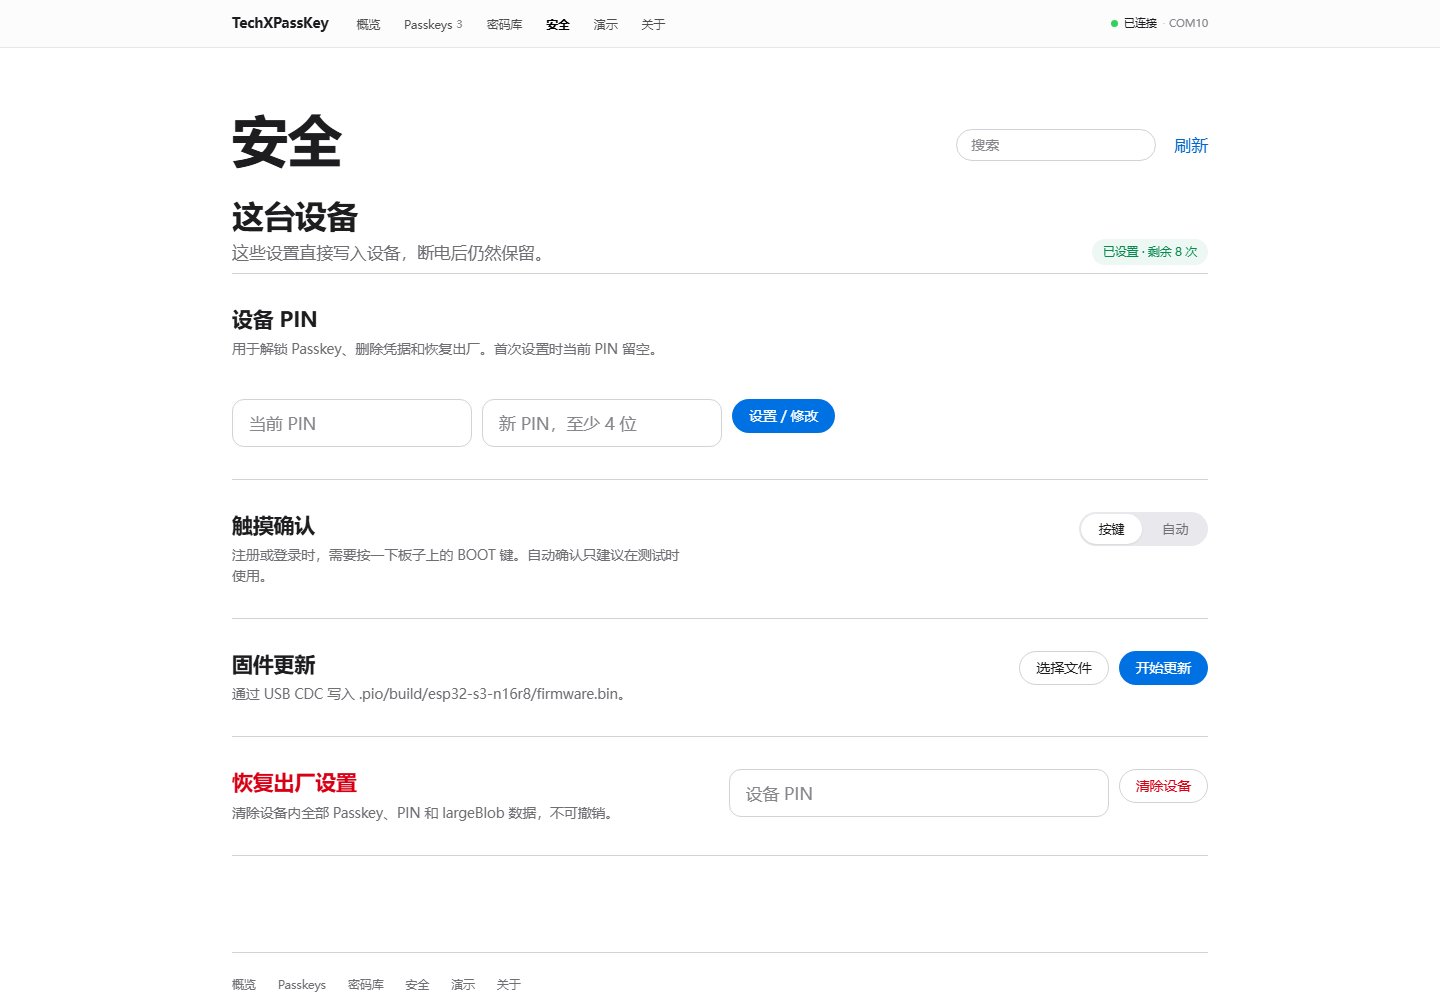 TechXPassKey 概览 Passkeys 3 密码库 安全 演示 关于 已连接 · COM10
安全
搜索 刷新
这台设备
这些设置直接写入设备，断电后仍然保留。 已设置 · 剩余 8 次
设备 PIN
用于解锁 Passkey、删除凭据和恢复出厂。首次设置时当前 PIN 留空。
当前 PIN 新 PIN，至少 4 位 设置 / 修改
触摸确认 按键 自动
注册或登录时，需要按一下板子上的 BOOT 键。自动确认只建议在测试时
使用。
固件更新 选择文件 开始更新
通过 USB CDC 写入 .pio/build/esp32-s3-n16r8/firmware.bin。
恢复出厂设置 设备 PIN 清除设备
清除设备内全部 Passkey、PIN 和 largeBlob 数据，不可撤销。
概览 Passkeys 密码库 安全 演示 关于